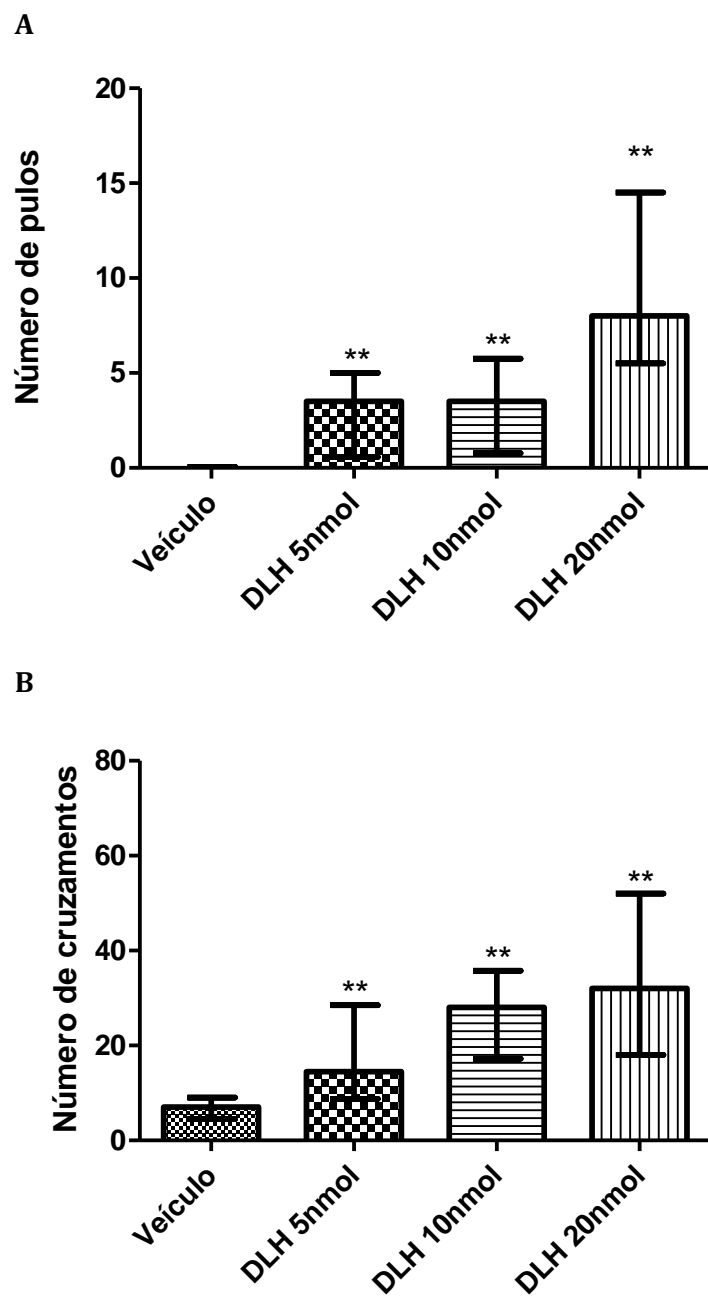 A
Número de pulos
20
15
10
5
0
**
**
**
Veículo
DLH 5nmol
DLH 10nmol
DLH 20nmol
B
Número de cruzamentos
80
60
40
20
0
**
**
**
Veículo
DLH 5nmol
DLH 10nmol
DLH 20nmol